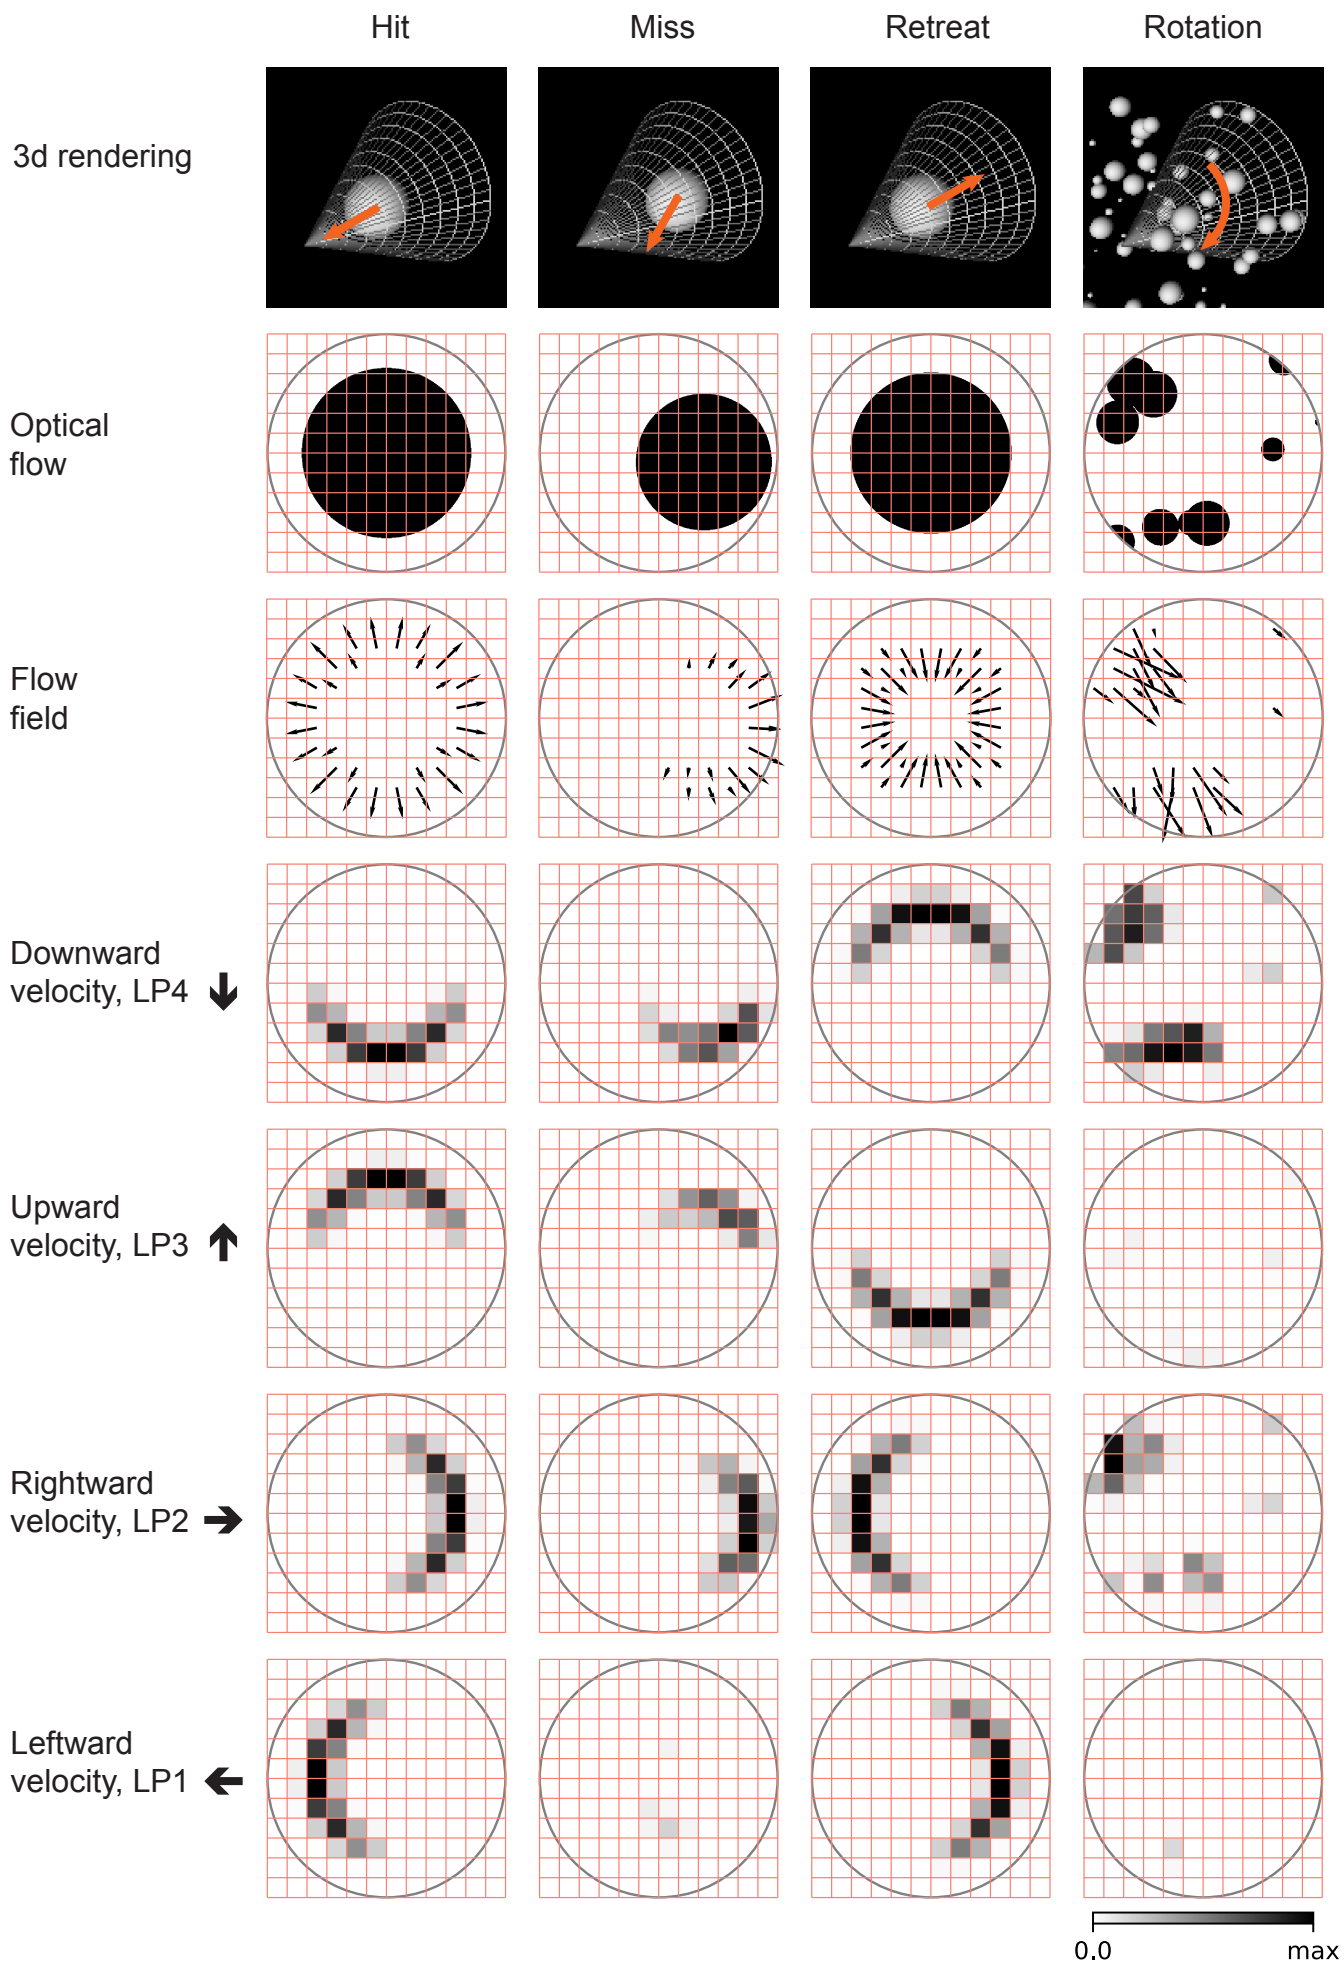 Hit Miss Retreat Rotation
3d rendering
Optical
flow
Flow
field
Downward
velocity, LP4
Upward
velocity, LP3
Rightward
velocity, LP2
Leftward
velocity, LP1
0.0 max